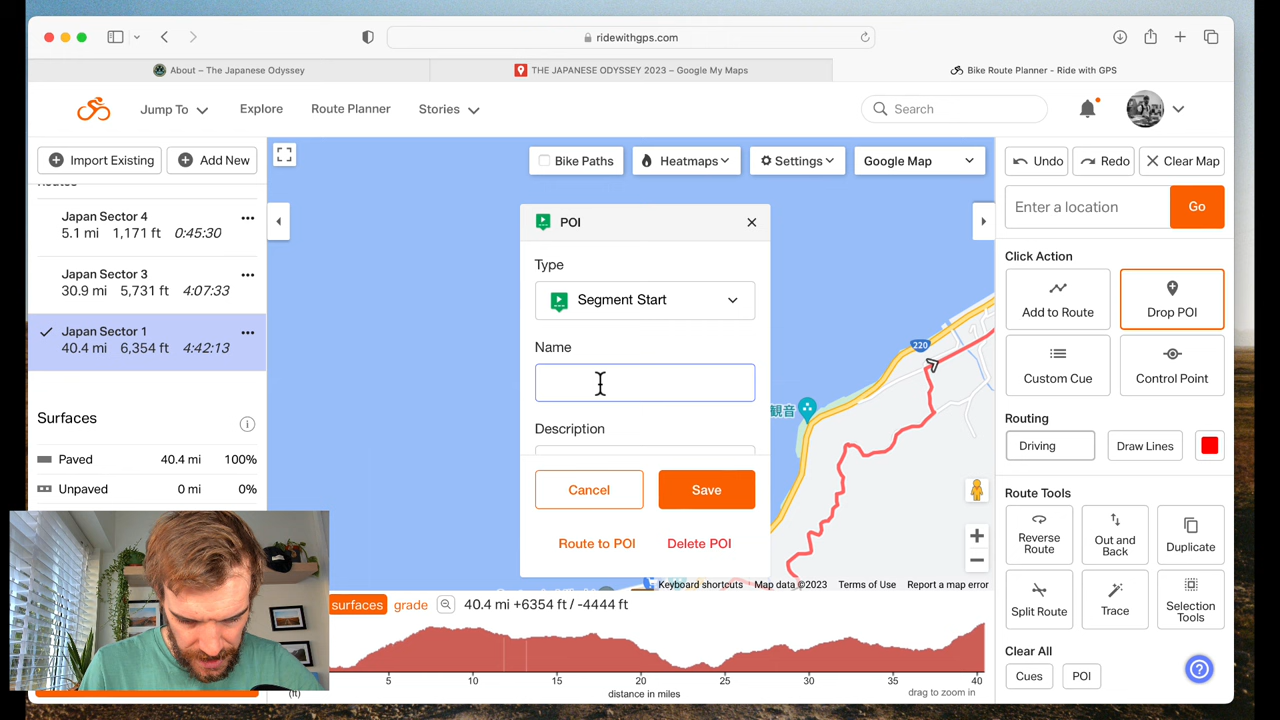 ridewithgps.com
About – The Japanese Odyssey
THE JAPANESE ODYSSEY 2023 – Google My Maps
Bike Route Planner - Ride with GPS
Jump To
Explore
Route Planner
Stories
Search
Import Existing
Add New
Bike Paths
Heatmaps
Settings
Google Map
Undo
Redo
Clear Map
Japan Sector 4
5.1 mi 1,171 ft 0:45:30
Japan Sector 3
30.9 mi 5,731 ft 4:07:33
Japan Sector 1
40.4 mi 6,354 ft 4:42:13
Surfaces
Paved 40.4 mi 100%
Unpaved 0 mi 0%
POI
Type
Segment Start
Name
Description
Cancel
Save
Route to POI
Delete POI
220
観音
Keyboard shortcuts
Map data ©2023
Terms of Use
Report a map error
surfaces
grade
40.4 mi +6354 ft / -4444 ft
(ft)
5
10
15
20
25
30
35
40
distance in miles
drag to zoom in
Enter a location
Go
Click Action
Add to Route
Drop POI
Custom Cue
Control Point
Routing
Driving
Draw Lines
Route Tools
Reverse
Route
Out and
Back
Duplicate
Split Route
Trace
Selection
Tools
Clear All
Cues
POI